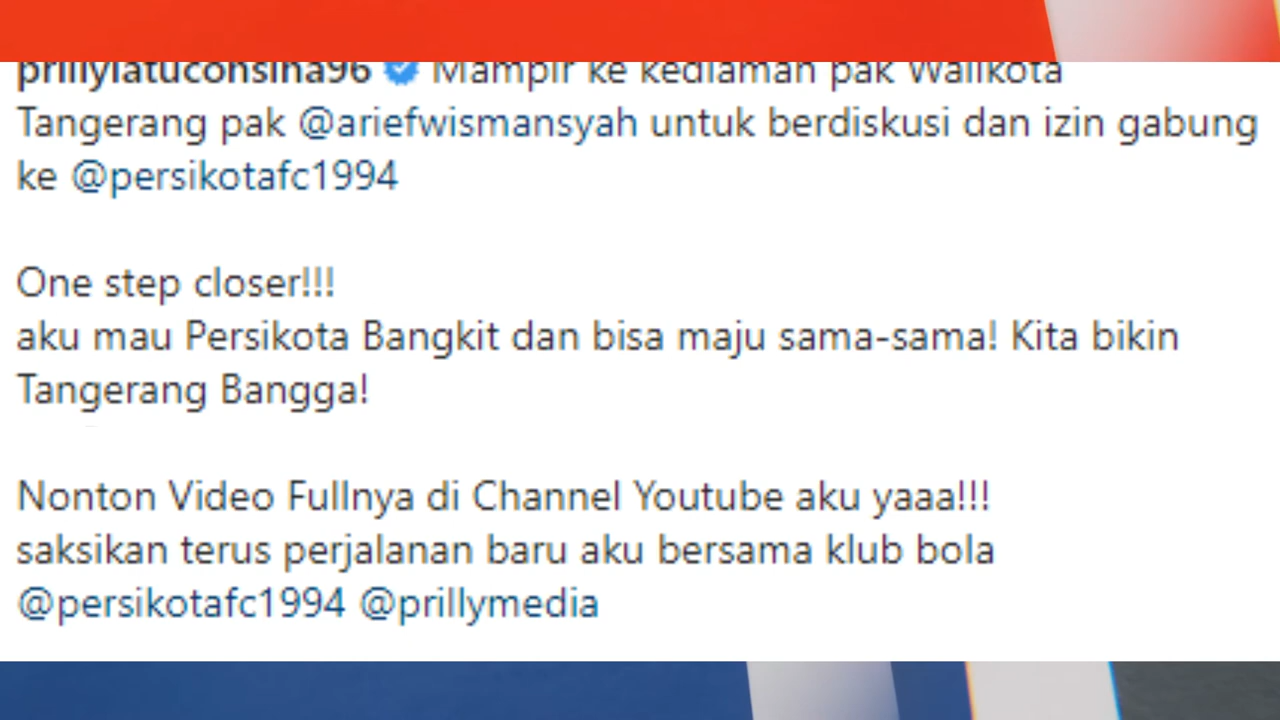 prillylatuconsina96 Mampir ke kediaman pak Walikota
Tangerang pak @ariefwismansyah untuk berdiskusi dan izin gabung
ke @persikotafc1994
One step closer!!!
aku mau Persikota Bangkit dan bisa maju sama-sama! Kita bikin
Tangerang Bangga!
Nonton Video Fullnya di Channel Youtube aku yaaa!!!
saksikan terus perjalanan baru aku bersama klub bola
@persikotafc1994 @prillymedia